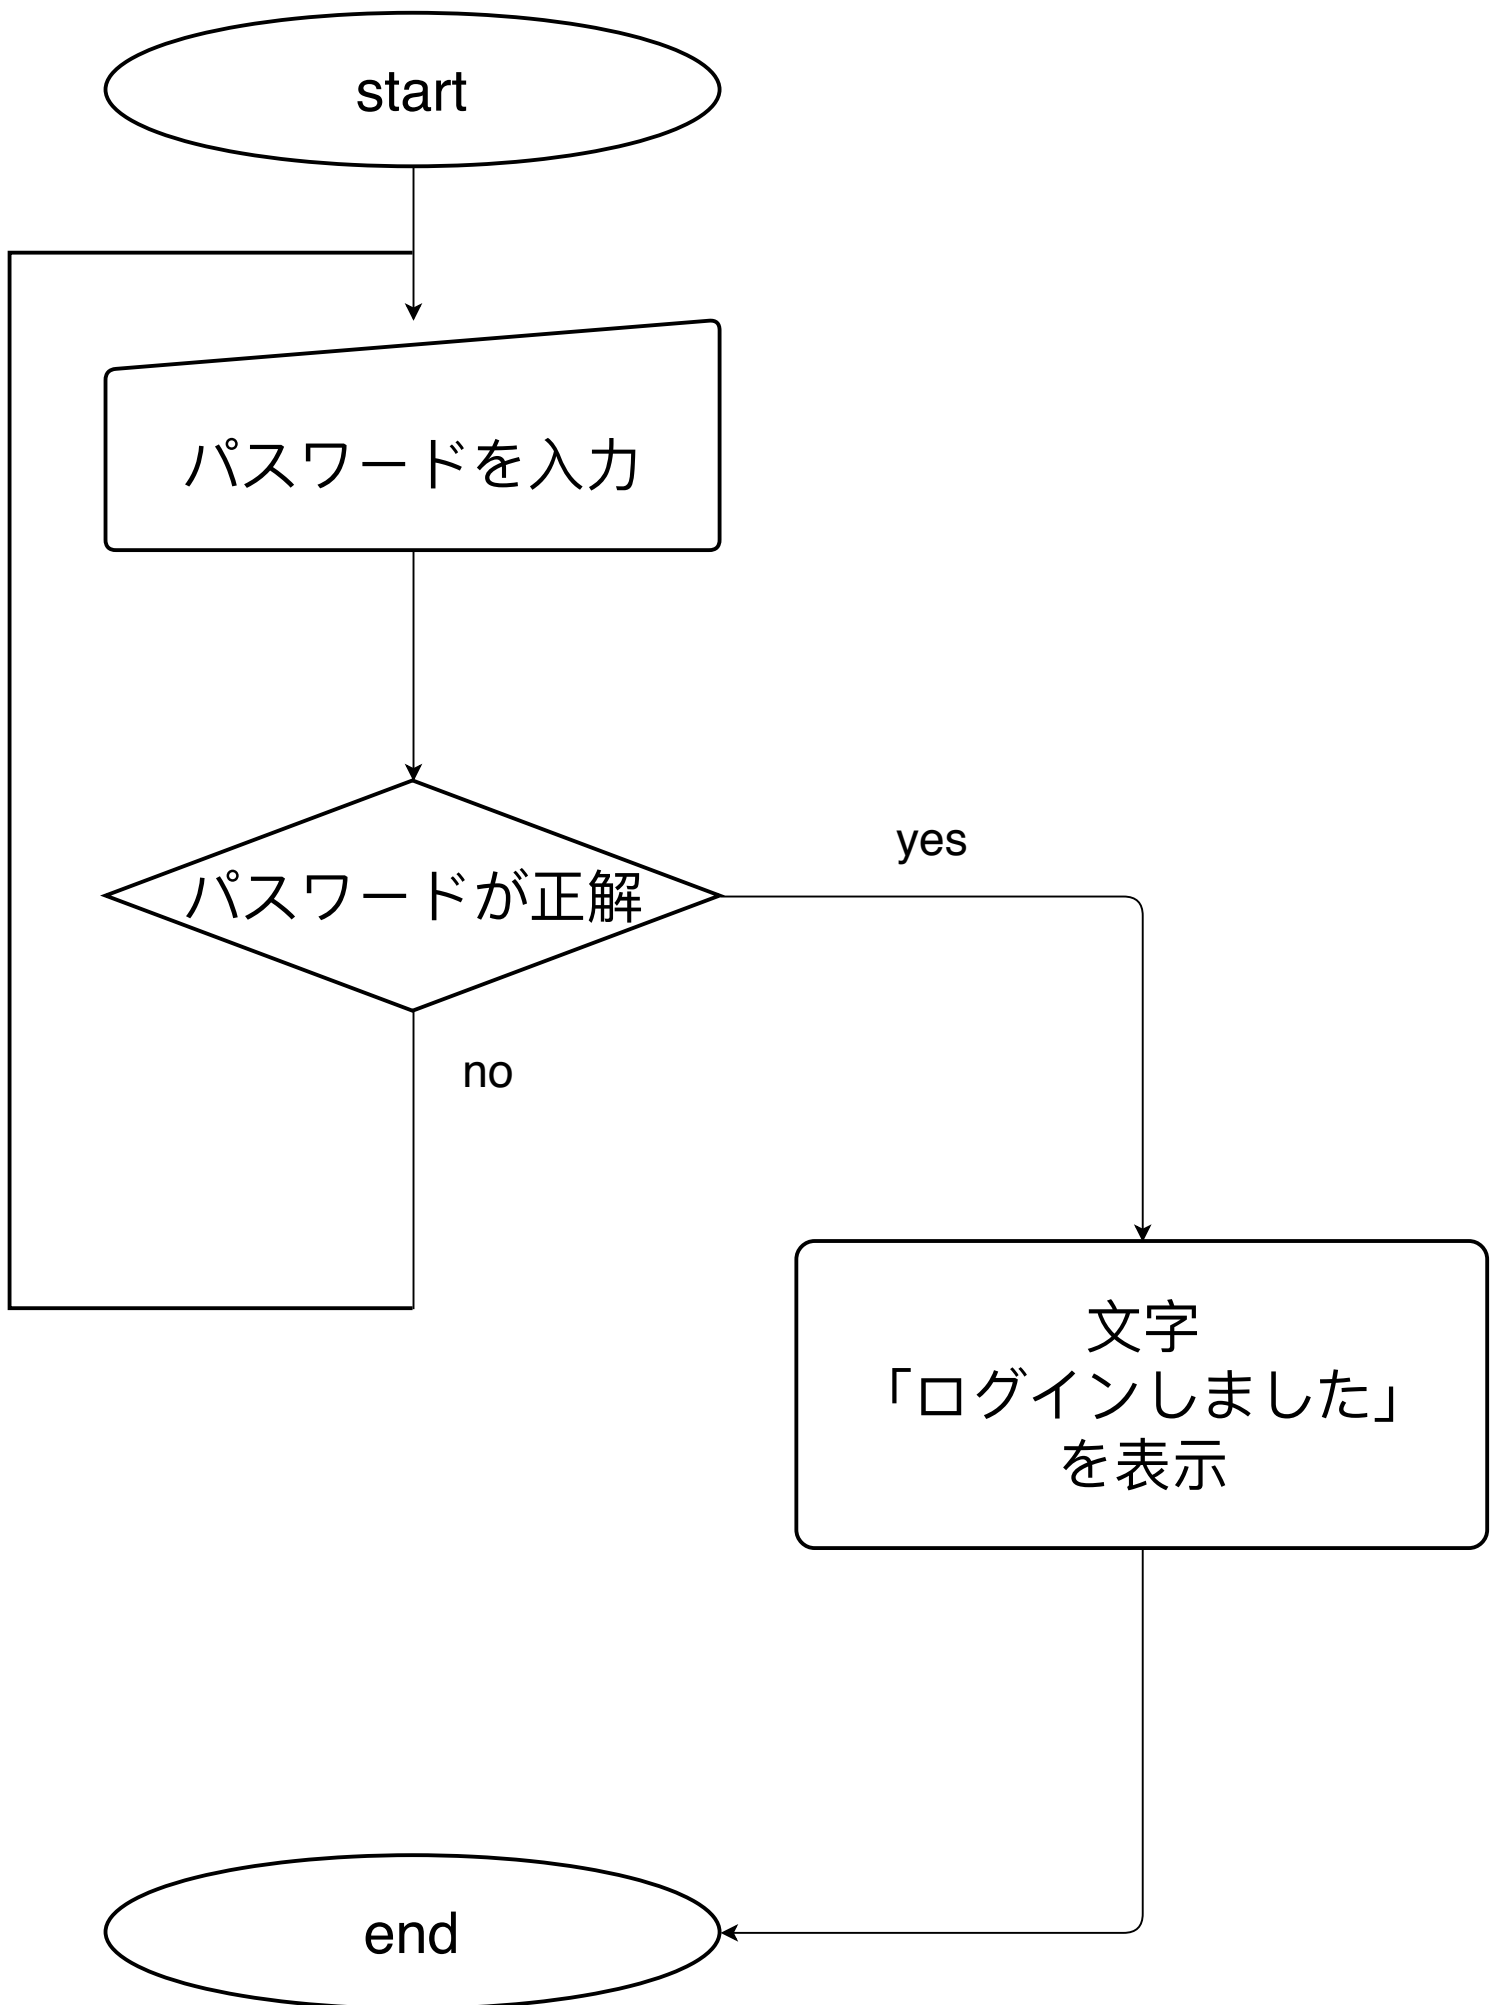 start
パスワードを入力
パスワードが正解
yes
no
文字
「ログインしました」
を表示
end